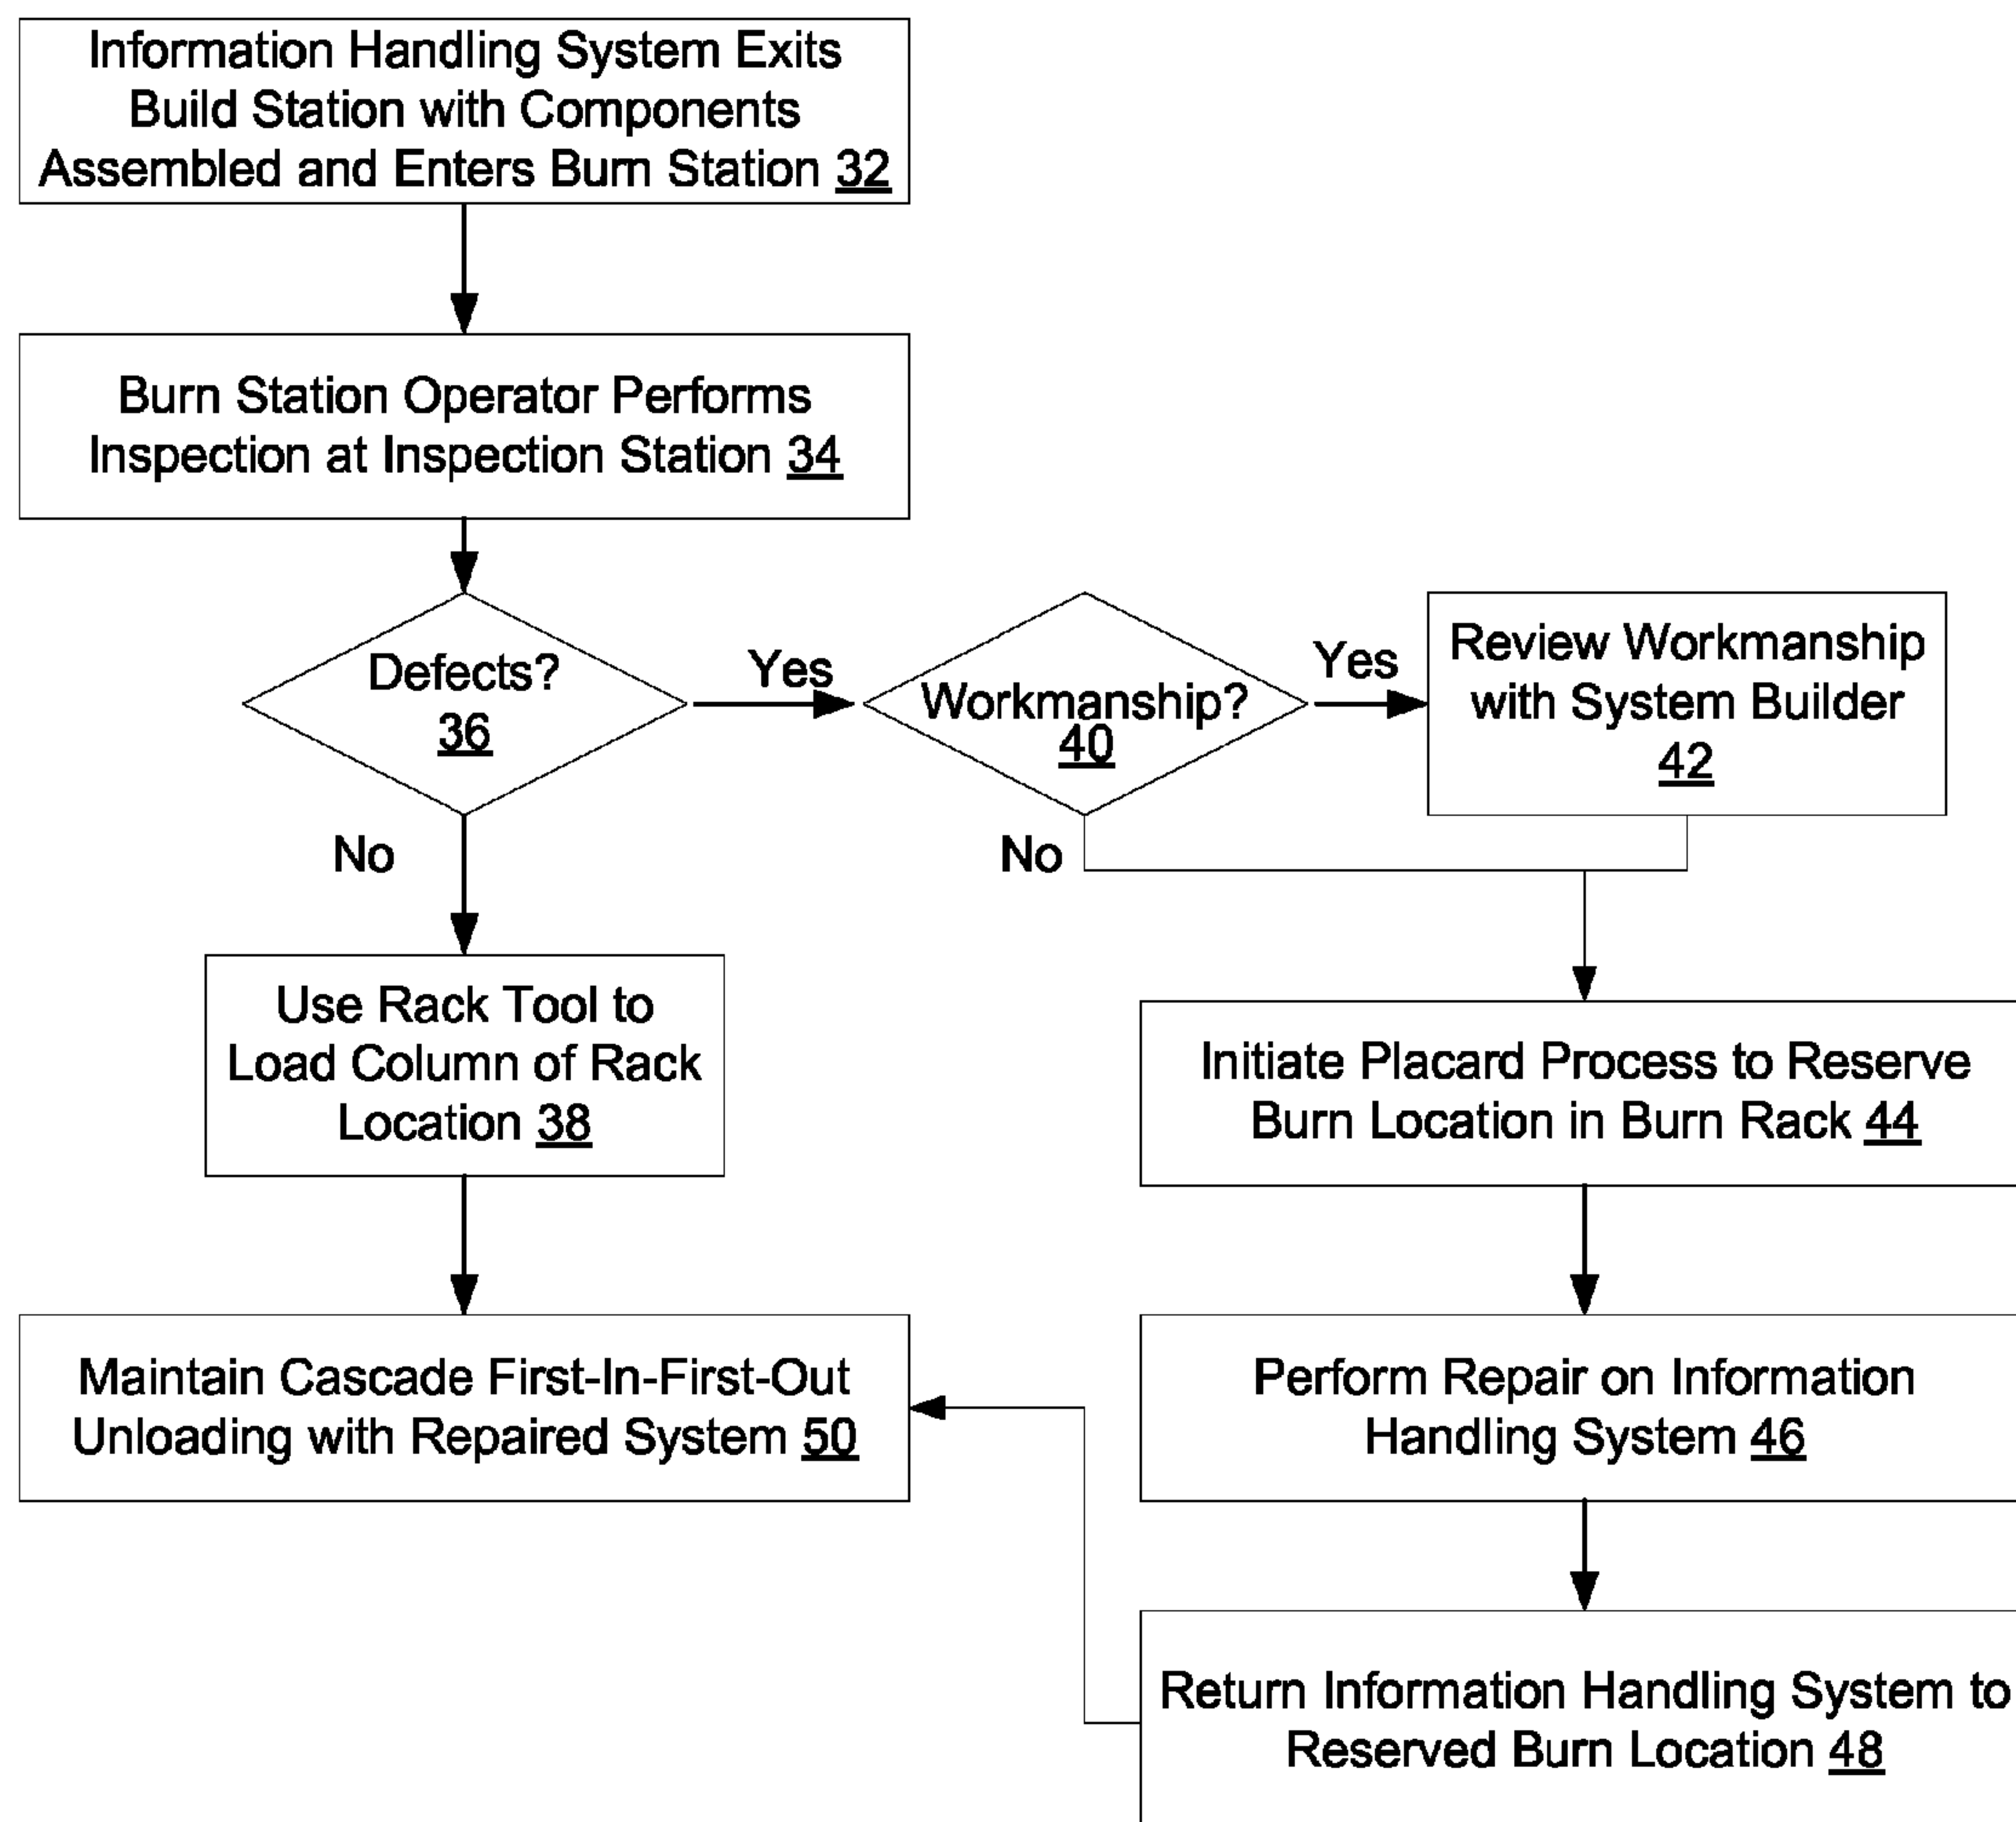 Information Handling System Exits
Build Station with Components
Assembled and Enters Burn Station 32
Burn Station Operator Performs
Inspection at Inspection Station 34
Defects?
36
Yes
Workmanship?
40
Yes
Review Workmanship
with System Builder
42
No
No
Use Rack Tool to
Load Column of Rack
Location 38
Initiate Placard Process to Reserve
Burn Location in Burn Rack 44
Maintain Cascade First-In-First-Out
Unloading with Repaired System 50
Perform Repair on Information
Handling System 46
Return Information Handling System to
Reserved Burn Location 48